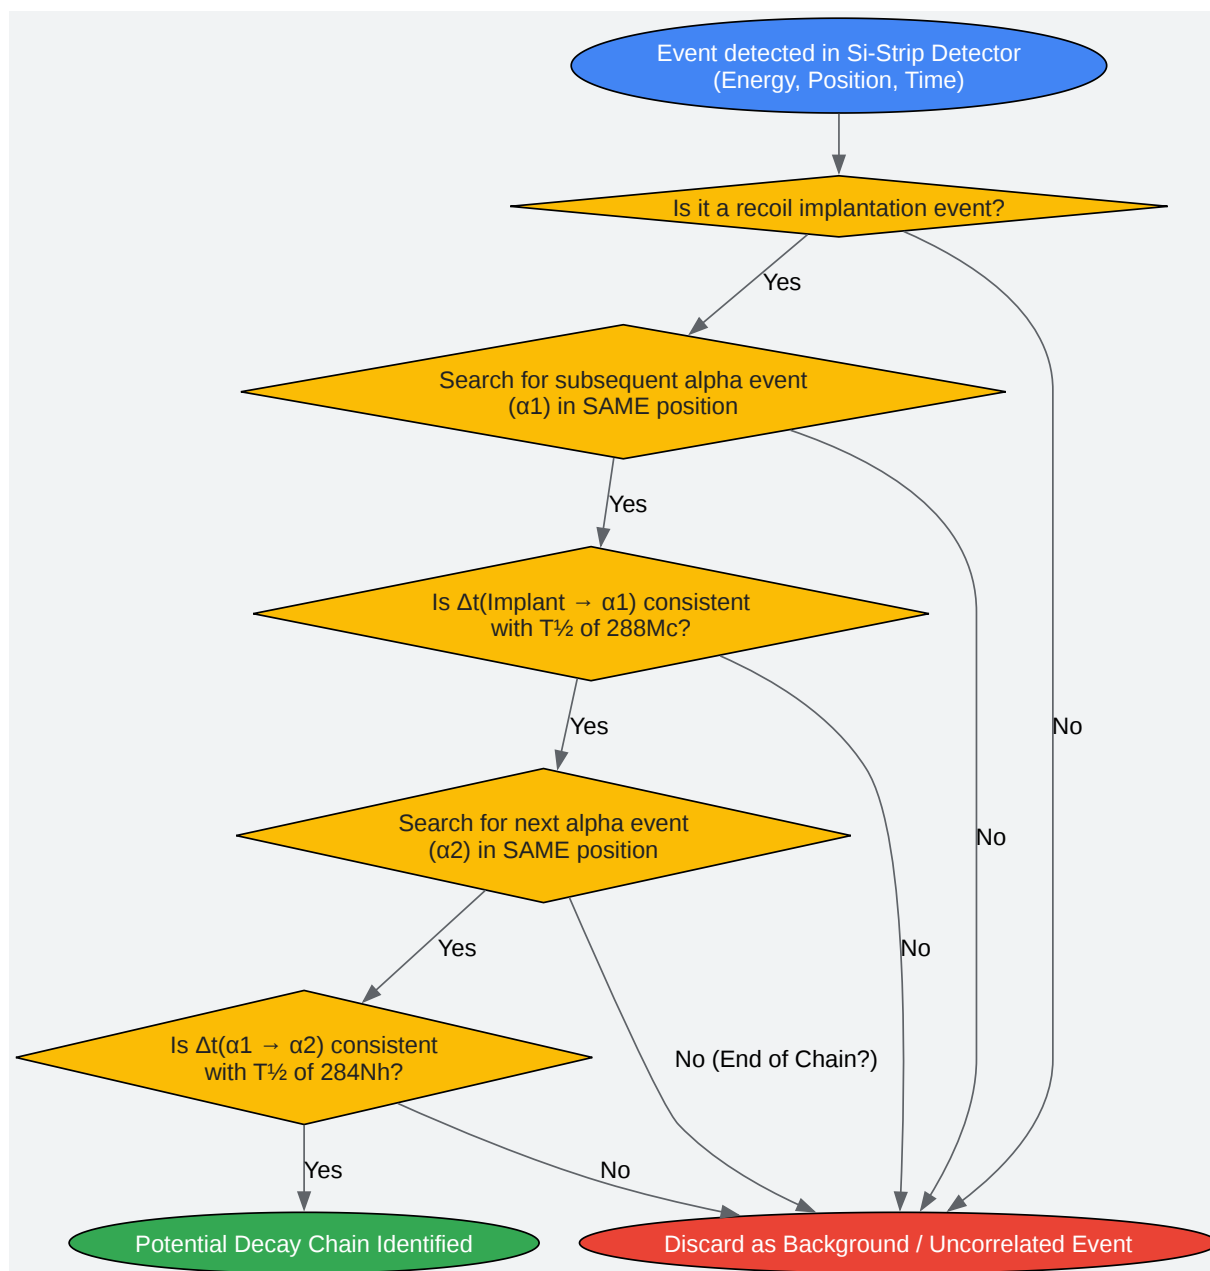 Event detected in Si-Strip Detector
(Energy, Position, Time)
Is it a recoil implantation event?
Yes
Search for subsequent alpha event
(α1) in SAME position
Yes
Is Δt(Implant → α1) consistent
with T½ of 288Mc?
Yes
No
Search for next alpha event
(α2) in SAME position
No
Yes
No
Is Δt(α1 → α2) consistent
with T½ of 284Nh?
No (End of Chain?)
Yes
No
Potential Decay Chain Identified
Discard as Background / Uncorrelated Event